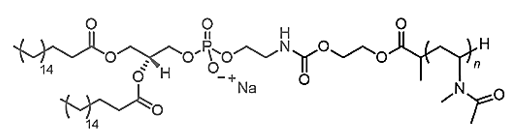 O O O
H
O P O N O O H
14 O O n
H O − + Na O
O N O
O
14